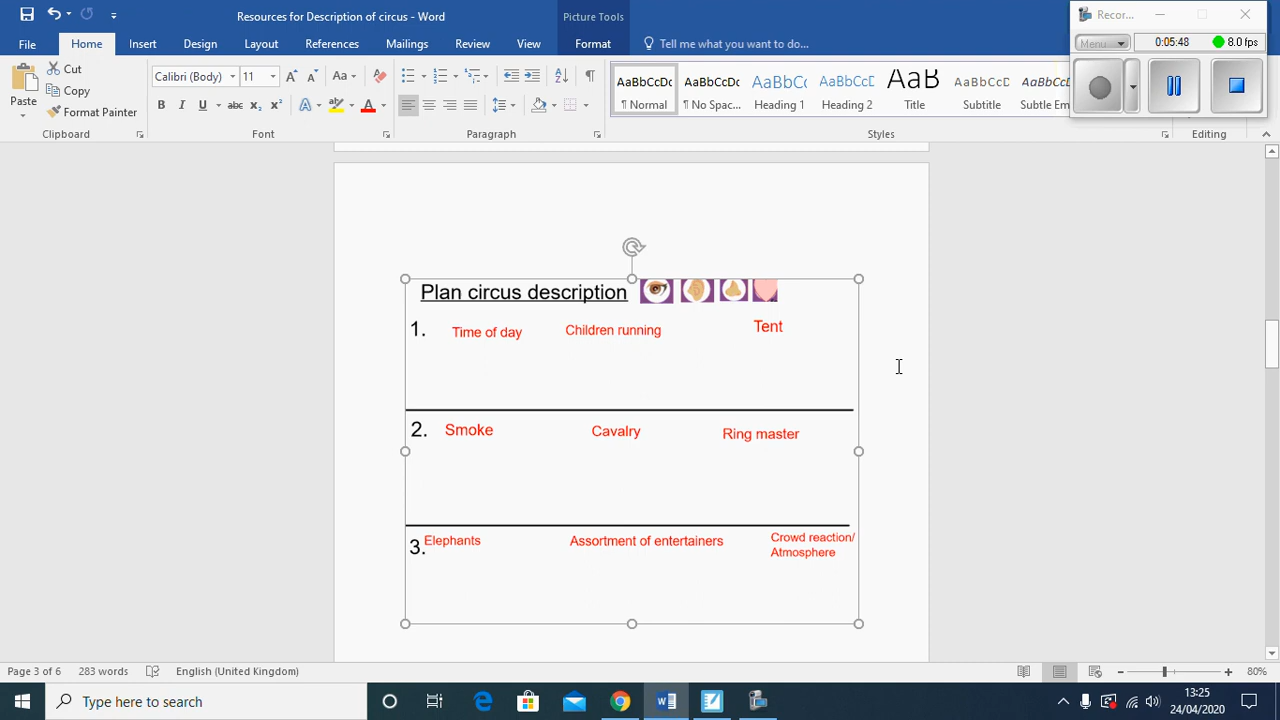 Resources for Description of circus - Word
Picture Tools
Recor...
File
Home
Insert
Design
Layout
References
Mailings
Review
View
Format
Tell me what you want to do...
Menu
0:05:48
8.0 fps
Paste
Cut
Copy
Format Painter
Calibri (Body)
11
AaBbCcDc
¶ Normal
AaBbCcDc
¶ No Spac...
AaBbCc
Heading 1
AaBbCcD
Heading 2
AaB
Title
AaBbCcD
Subtitle
AaBbCcDc
Subtle Em
Clipboard
Font
Paragraph
Styles
Editing
Plan circus description
1. Time of day Children running Tent
2. Smoke Cavalry Ring master
3. Elephants Assortment of entertainers Crowd reaction/
Atmosphere
Page 3 of 6
283 words
English (United Kingdom)
80%
Type here to search
13:25
24/04/2020